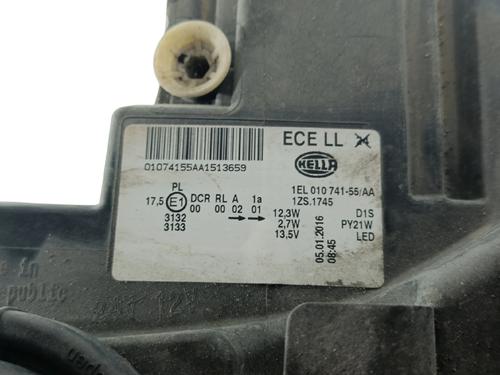 ECE LL
01074155AA1513659
HELLA
1EL 010 741-55/AA
1ZS.1745
PL
17,5 E1 DCR RL A 1a
00 00 02 01
3132
3133
12,3W D1S
2,7W PY21W
13,5V LED
05.01.2016
08:45
e in
public